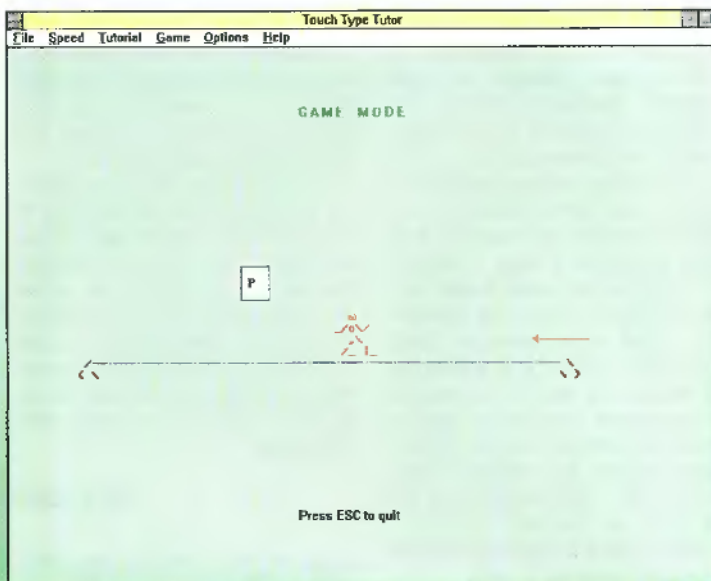 Touch Type Tutor
File Speed Tutorial Game Options Help
GAME MODE
P
Press ESC to quit